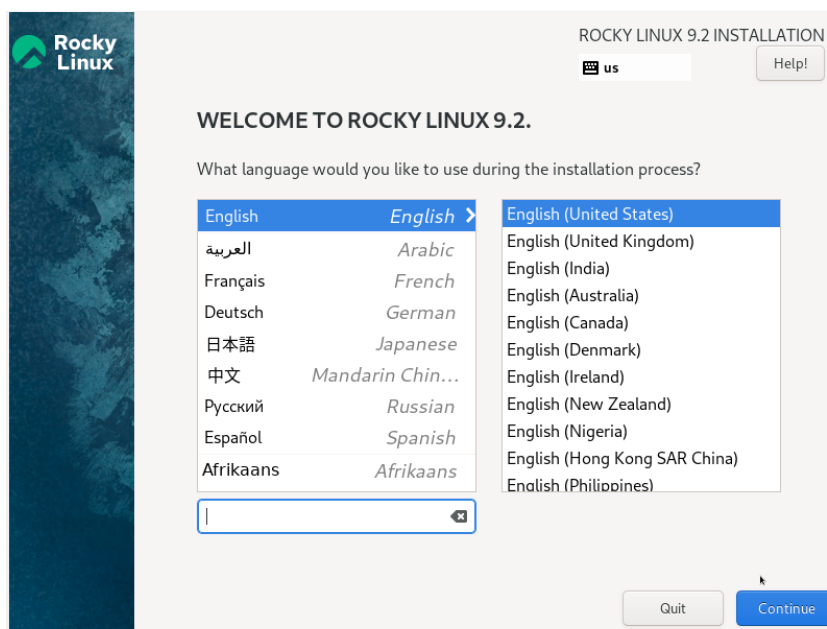 Rocky
Linux
ROCKY LINUX 9.2 INSTALLATION
us
Help!
WELCOME TO ROCKY LINUX 9.2.
What language would you like to use during the installation process?
English English
العربية Arabic
Français French
Deutsch German
日本語 Japanese
中文 Mandarin Chin...
Русский Russian
Español Spanish
Afrikaans Afrikaans
English (United States)
English (United Kingdom)
English (India)
English (Australia)
English (Canada)
English (Denmark)
English (Ireland)
English (New Zealand)
English (Nigeria)
English (Hong Kong SAR China)
English (Philippines)
Quit
Continue